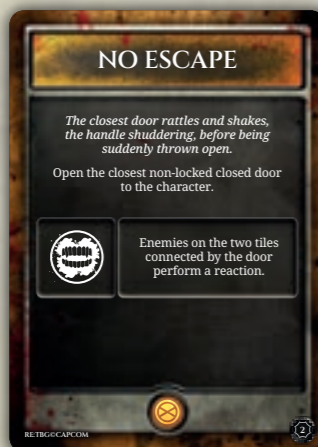 NO ESCAPE
The closest door rattles and shakes,
the handle shuddering, before being
suddenly thrown open.
Open the closest non-locked closed door
to the character.
Enemies on the two tiles
connected by the door
perform a reaction.
RE:TBG©CAPCOM
2